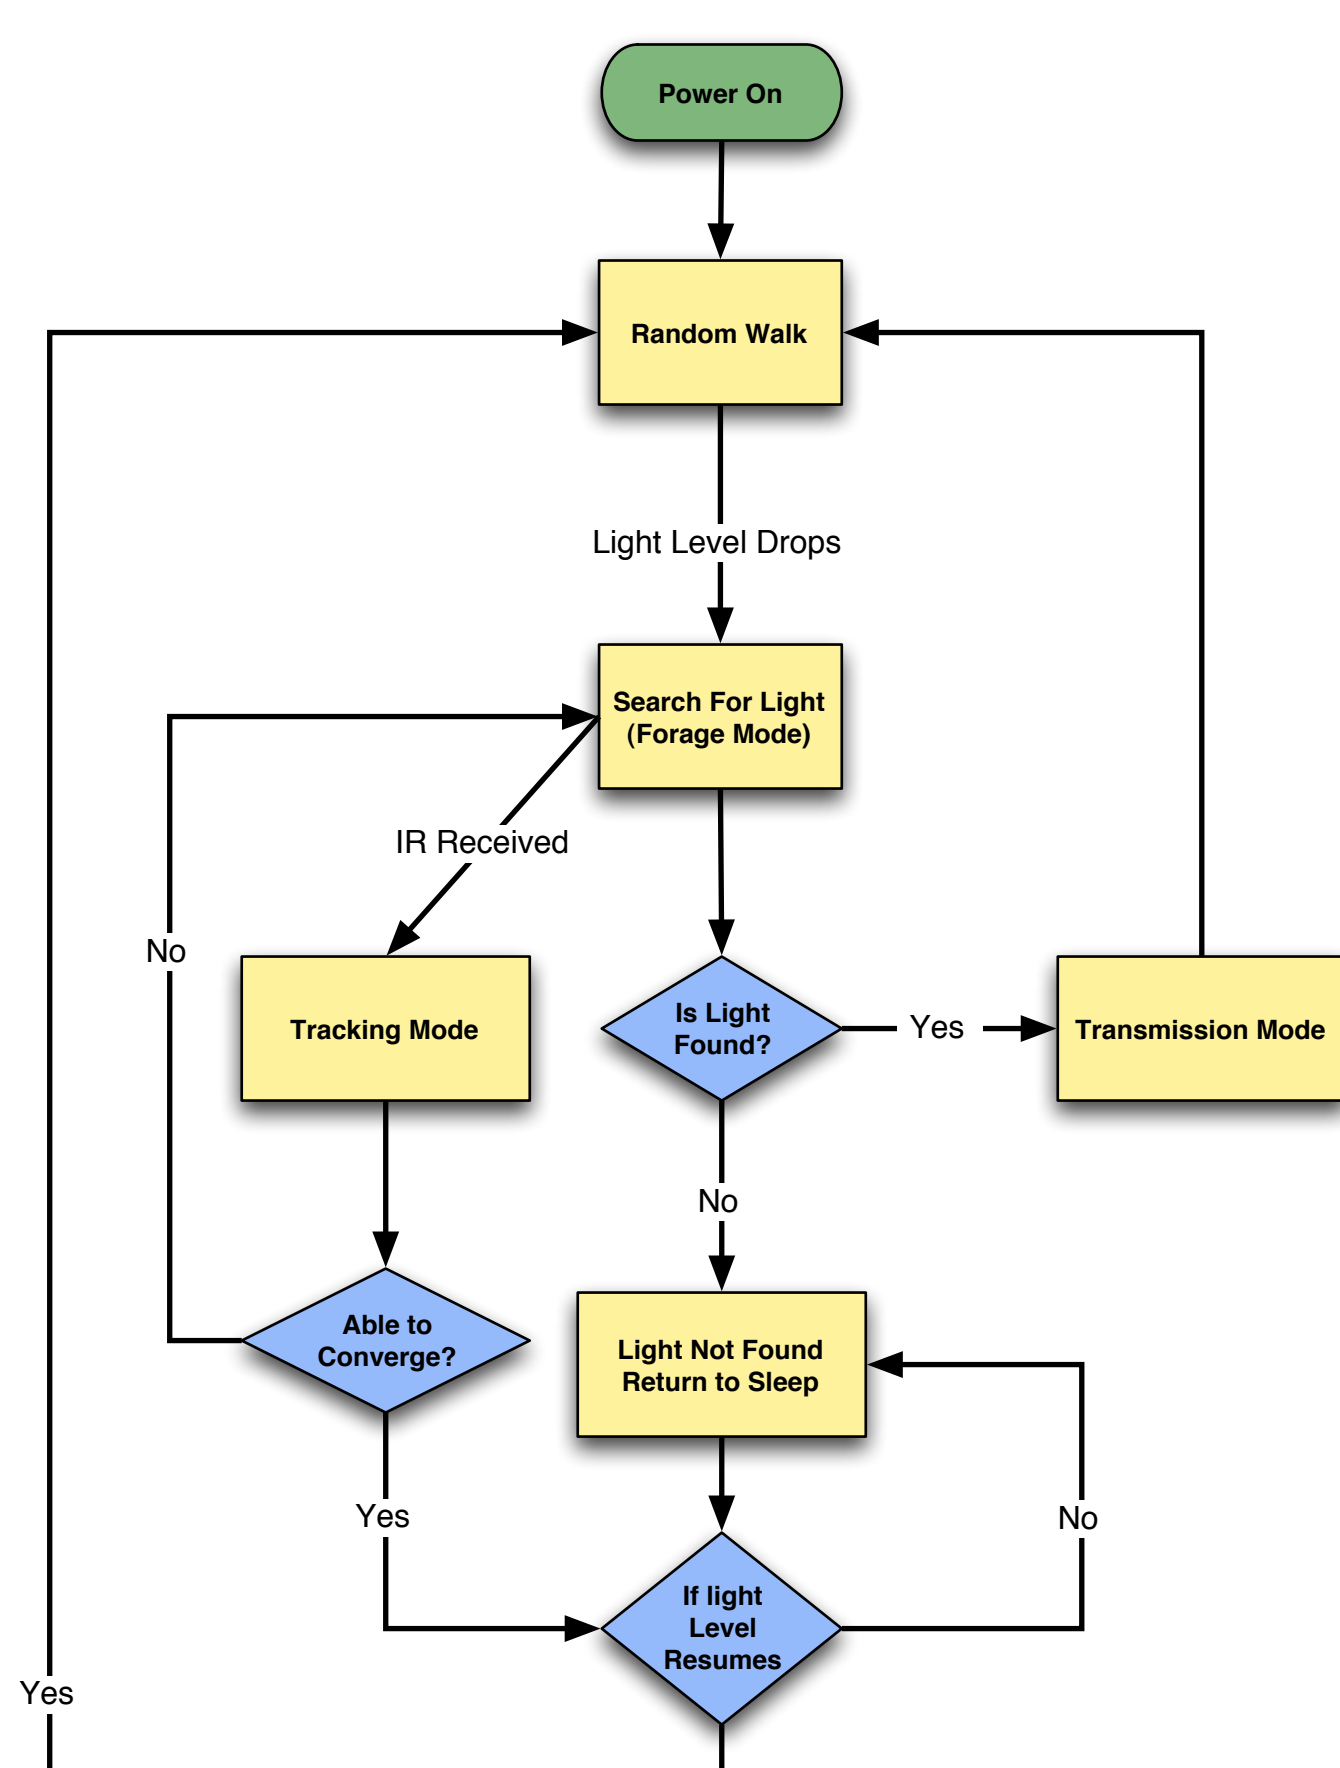 Power On
Random Walk
Light Level Drops
Search For Light
(Forage Mode)
IR Received
No
Tracking Mode
Is Light
Found?
Yes
Transmission Mode
No
Able to
Converge?
Light Not Found
Return to Sleep
Yes
No
If light
Level
Resumes
Yes